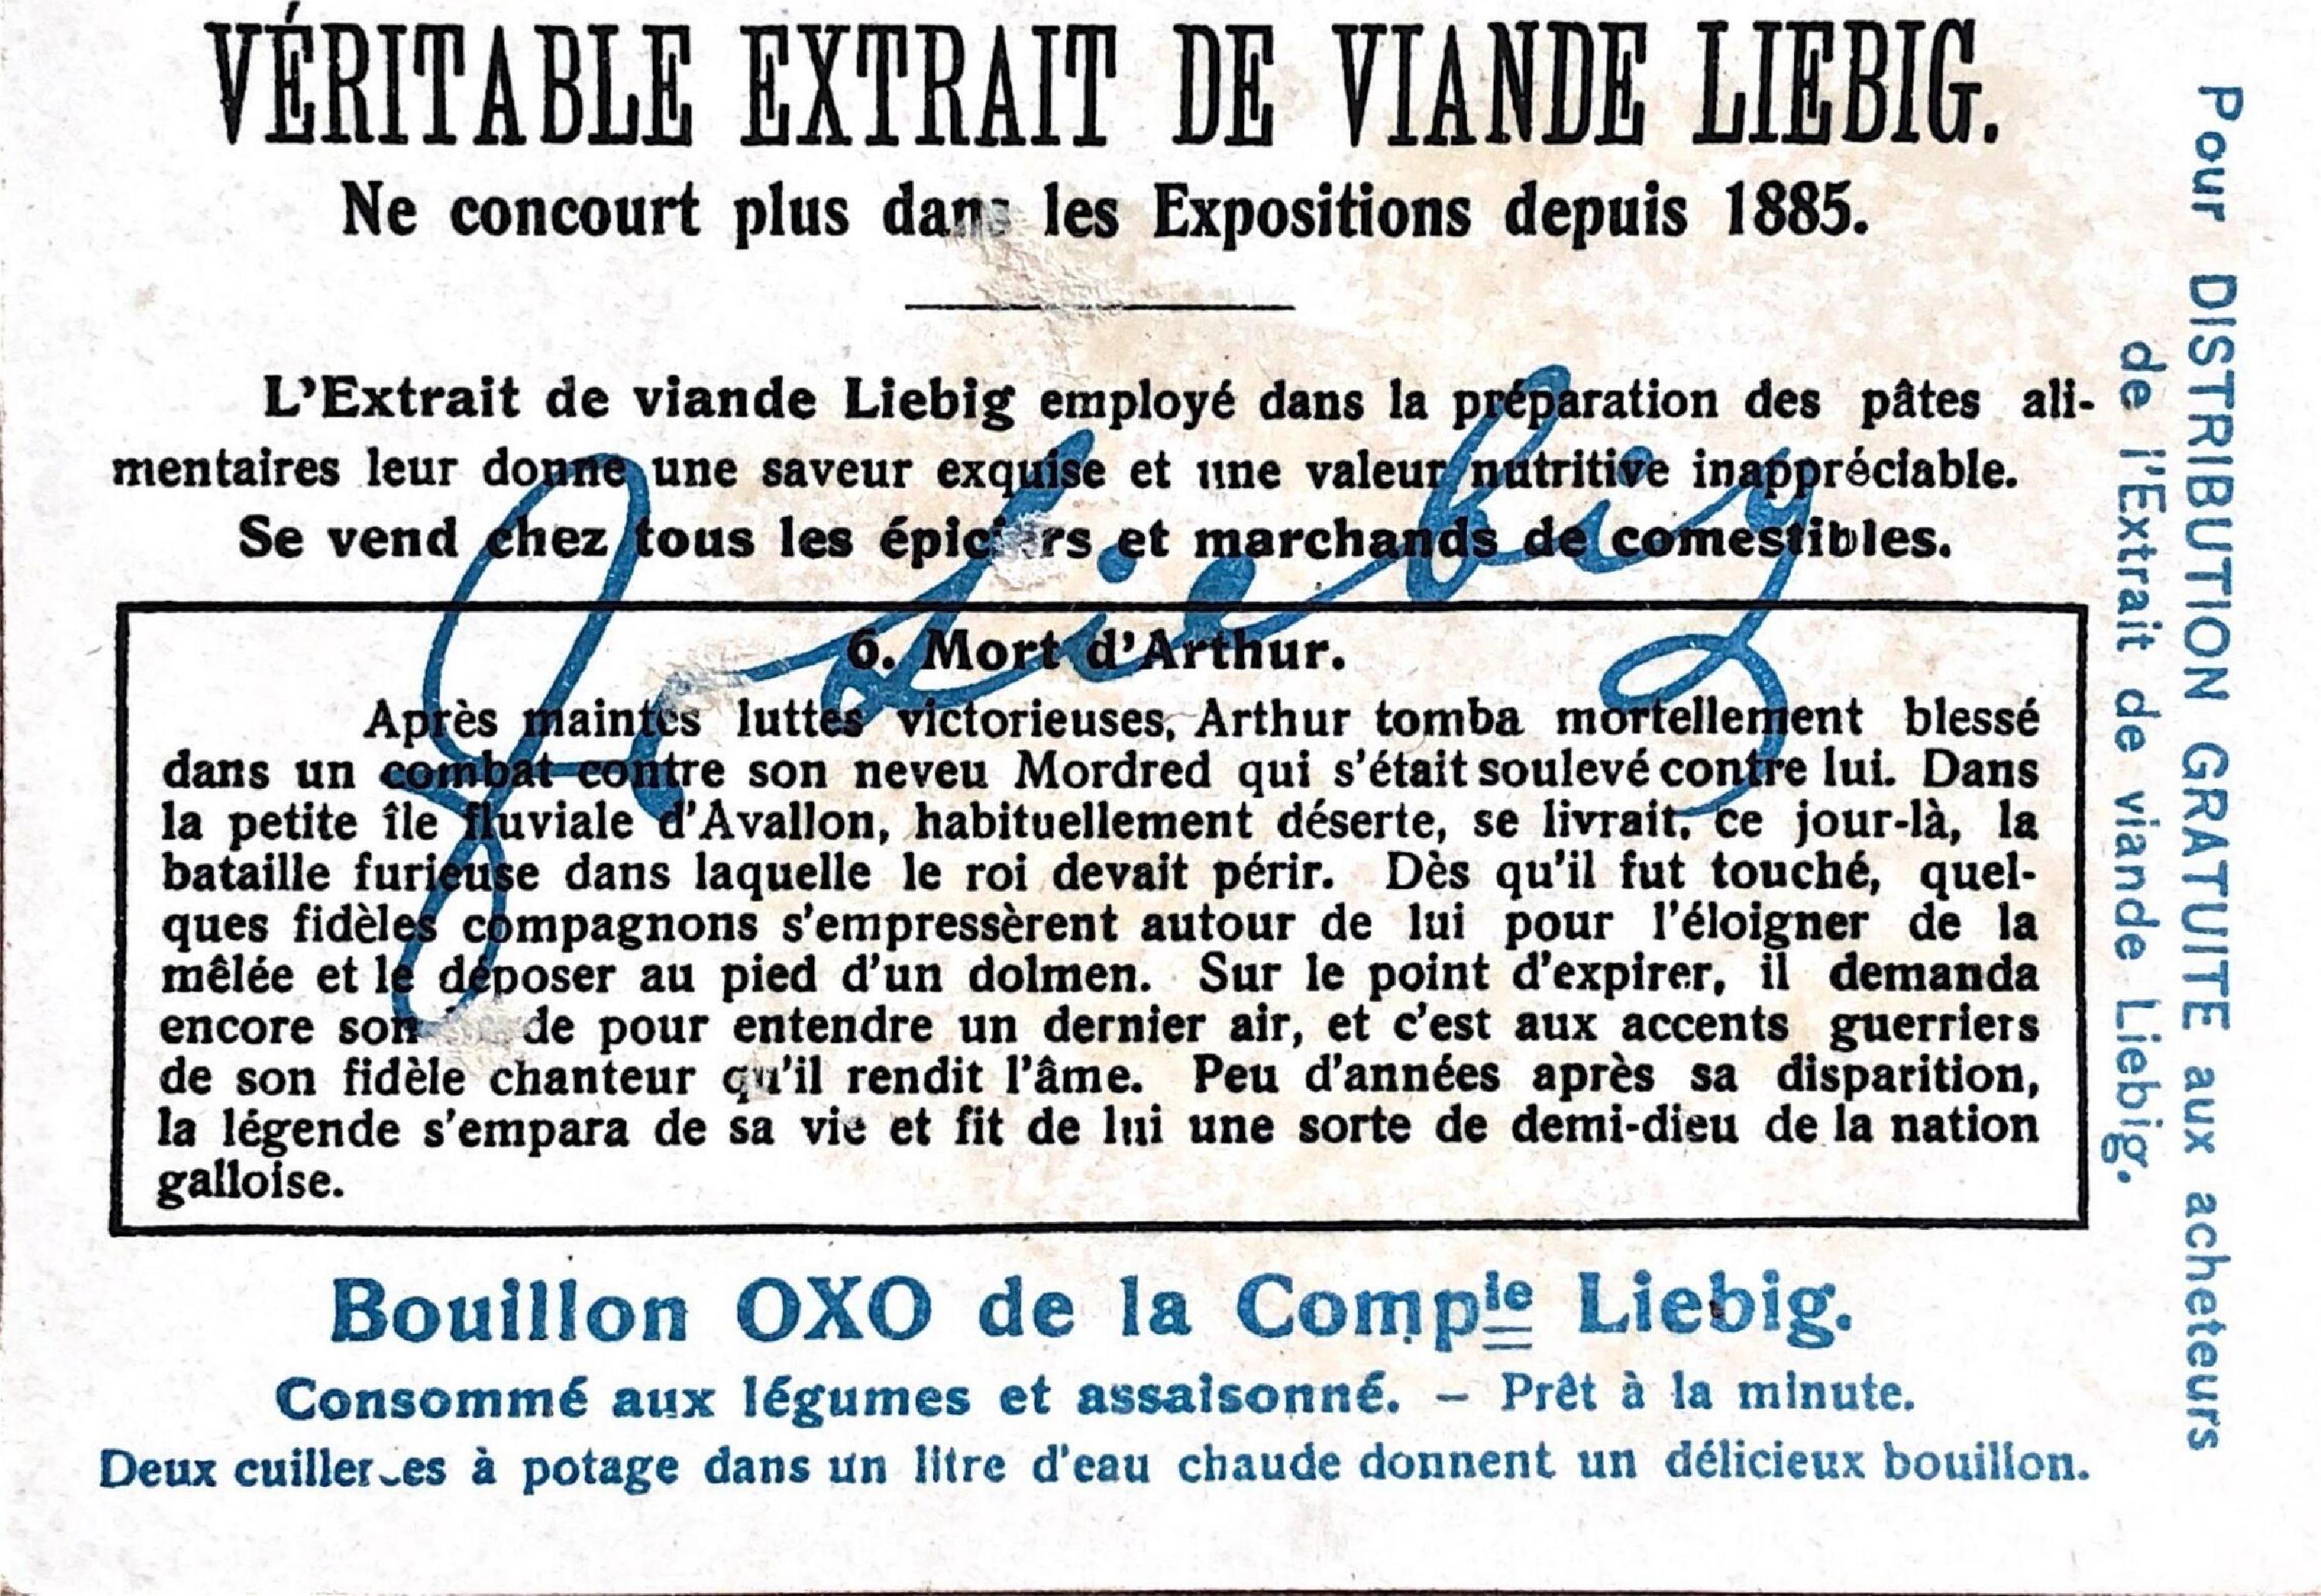 VÉRITABLE EXTRAIT DE VIANDE LIEBIG.
Ne concourt plus dans les Expositions depuis 1885.
L'Extrait de viande Liebig employé dans la préparation des pâtes ali-
mentaires leur donne une saveur exquise et une valeur nutritive inappréciable.
Se vend chez tous les épiciers et marchands de comestibles.
J. Liebig
6. Mort d'Arthur.
Après maintes luttes victorieuses, Arthur tomba mortellement blessé
dans un combat contre son neveu Mordred qui s'était soulevé contre lui. Dans
la petite île fluviale d'Avallon, habituellement déserte, se livrait, ce jour-là, la
bataille furieuse dans laquelle le roi devait périr. Dès qu'il fut touché, quel-
ques fidèles compagnons s'empressèrent autour de lui pour l'éloigner de la
mêlée et le déposer au pied d'un dolmen. Sur le point d'expirer, il demanda
encore son de pour entendre un dernier air, et c'est aux accents guerriers
de son fidèle chanteur qu'il rendit l'âme. Peu d'années après sa disparition,
la légende s'empara de sa vie et fit de lui une sorte de demi-dieu de la nation
galloise.
Bouillon OXO de la Compie Liebig.
Consommé aux légumes et assaisonné. – Prêt à la minute.
Deux cuillerées à potage dans un litre d'eau chaude donnent un délicieux bouillon.
Pour DISTRIBUTION GRATUITE aux acheteurs
de l'Extrait de viande Liebig.